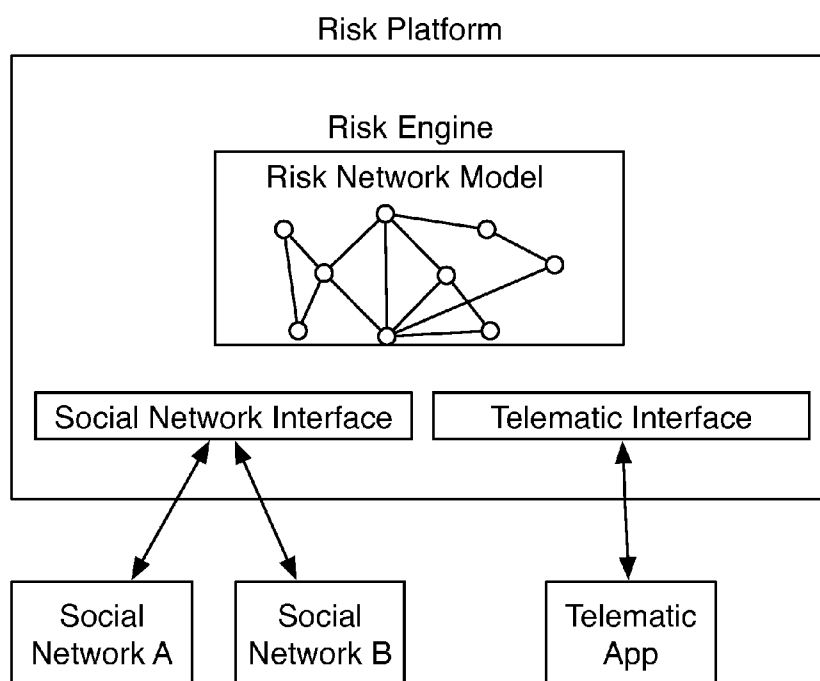 Risk Platform
Risk Engine
Risk Network Model
Social Network Interface
Telematic Interface
Social
Network A
Social
Network B
Telematic
App